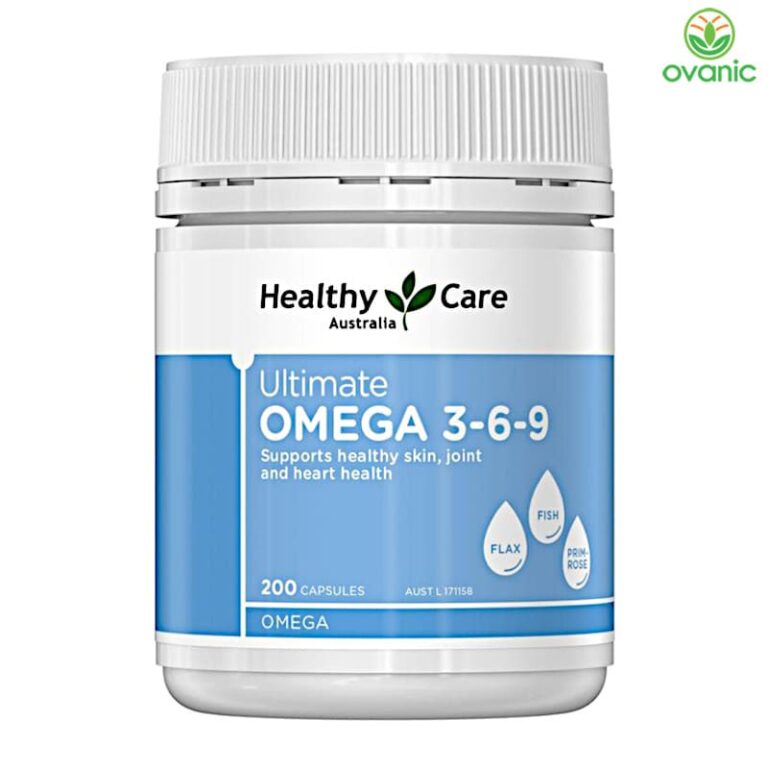 ovanic
Healthy Care
Australia
Ultimate
OMEGA 3-6-9
Supports healthy skin, joint
and heart health
FISH
FLAX
PRIM-
ROSE
200 CAPSULES
AUST L 171158
OMEGA